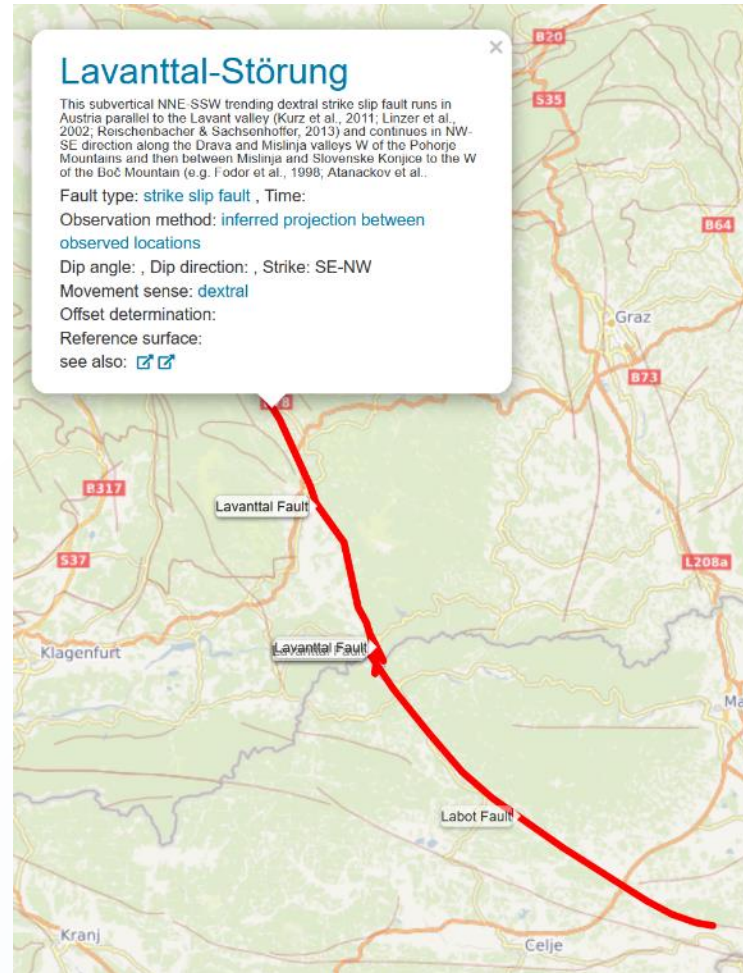 B20
×
Lavanttal-Störung
This subvertical NNE-SSW trending dextral strike slip fault runs in
Austria parallel to the Lavant valley (Kurz et al., 2011; Linzer et al.,
2002; Reischenbacher & Sachsenhoffer, 2013) and continues in NW-
SE direction along the Drava and Mislinja valleys W of the Pohorje
Mountains and then between Mislinja and Slovenske Konjice to the W
of the Boč Mountain (e.g. Fodor et al., 1998; Atanackov et al..
Fault type: strike slip fault , Time:
Observation method: inferred projection between
observed locations
Dip angle: , Dip direction: , Strike: SE-NW
Movement sense: dextral
Offset determination:
Reference surface:
see also:
S35
B64
Graz
B73
B317
Lavanttal Fault
S37
L208a
Klagenfurt
Lavanttal Fault
Lavanttal Fault
Ma
Labot Fault
Kranj
Celje